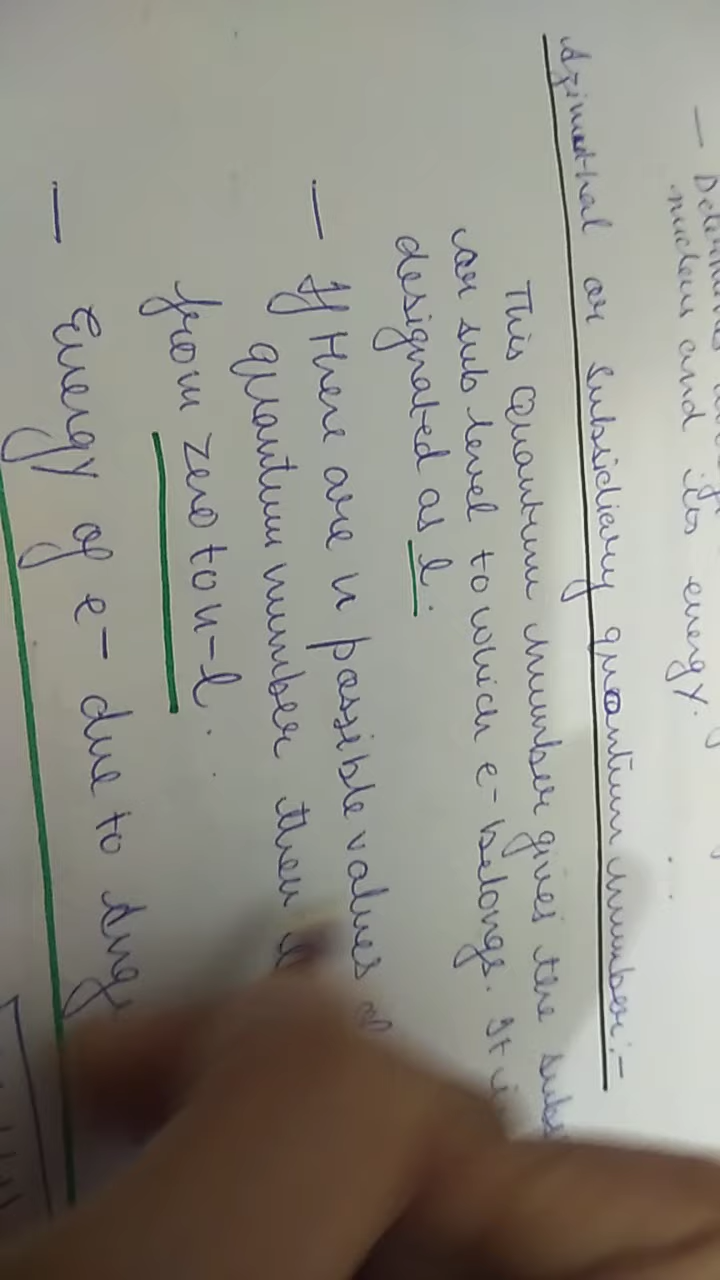 — Determines
nucleus and its energy.
Azimuthal or subsidiary quantum number:-
This quantum number gives the
or sub level to which e- belongs. It
designated as l.
— If there are n possible values
quantum number then
from zero to n-l.
— Energy of e- due to